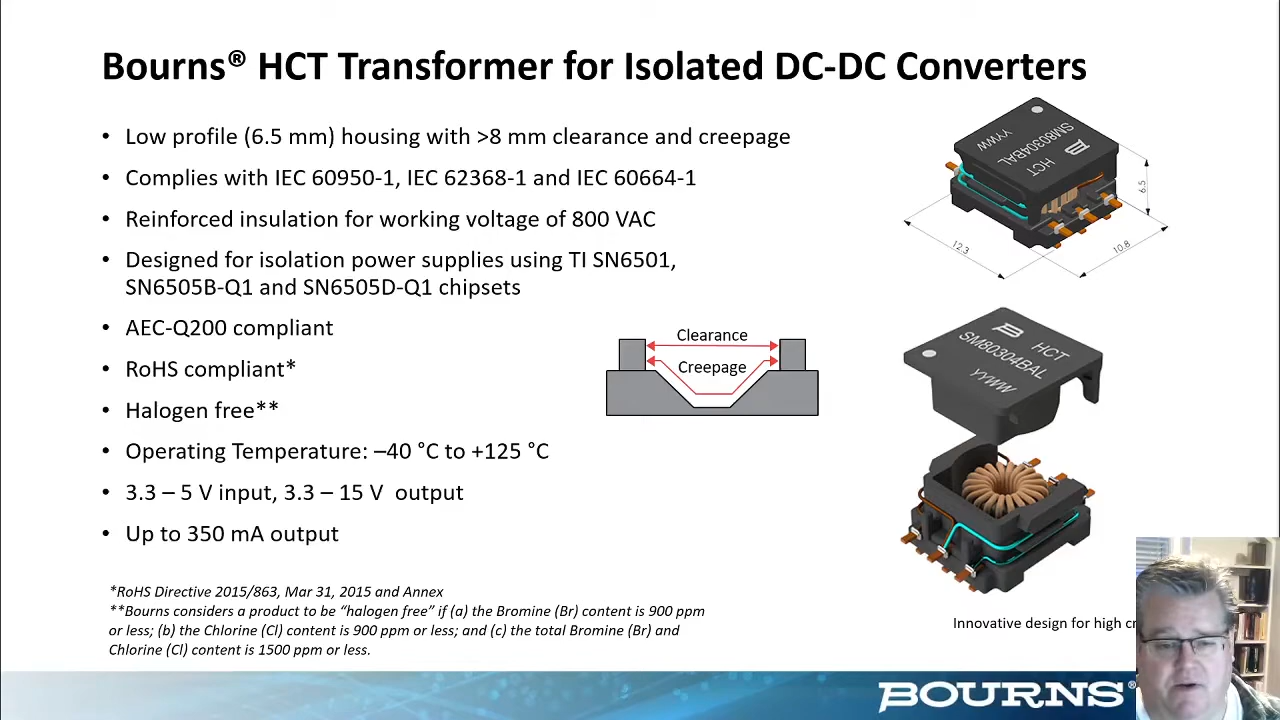 Bourns® HCT Transformer for Isolated DC-DC Converters
• Low profile (6.5 mm) housing with >8 mm clearance and creepage
• Complies with IEC 60950-1, IEC 62368-1 and IEC 60664-1
• Reinforced insulation for working voltage of 800 VAC
• Designed for isolation power supplies using TI SN6501,
SN6505B-Q1 and SN6505D-Q1 chipsets
• AEC-Q200 compliant
• RoHS compliant*
• Halogen free**
• Operating Temperature: –40 °C to +125 °C
• 3.3 – 5 V input, 3.3 – 15 V output
• Up to 350 mA output
*RoHS Directive 2015/863, Mar 31, 2015 and Annex
**Bourns considers a product to be “halogen free” if (a) the Bromine (Br) content is 900 ppm
or less; (b) the Chlorine (Cl) content is 900 ppm or less; and (c) the total Bromine (Br) and
Chlorine (Cl) content is 1500 ppm or less.
Clearance
Creepage
HCT
SM80304BAL
YYWW
6.5
12.3
10.8
HCT
SM80304BAL
YYWW
Innovative design for high
BOURNS®